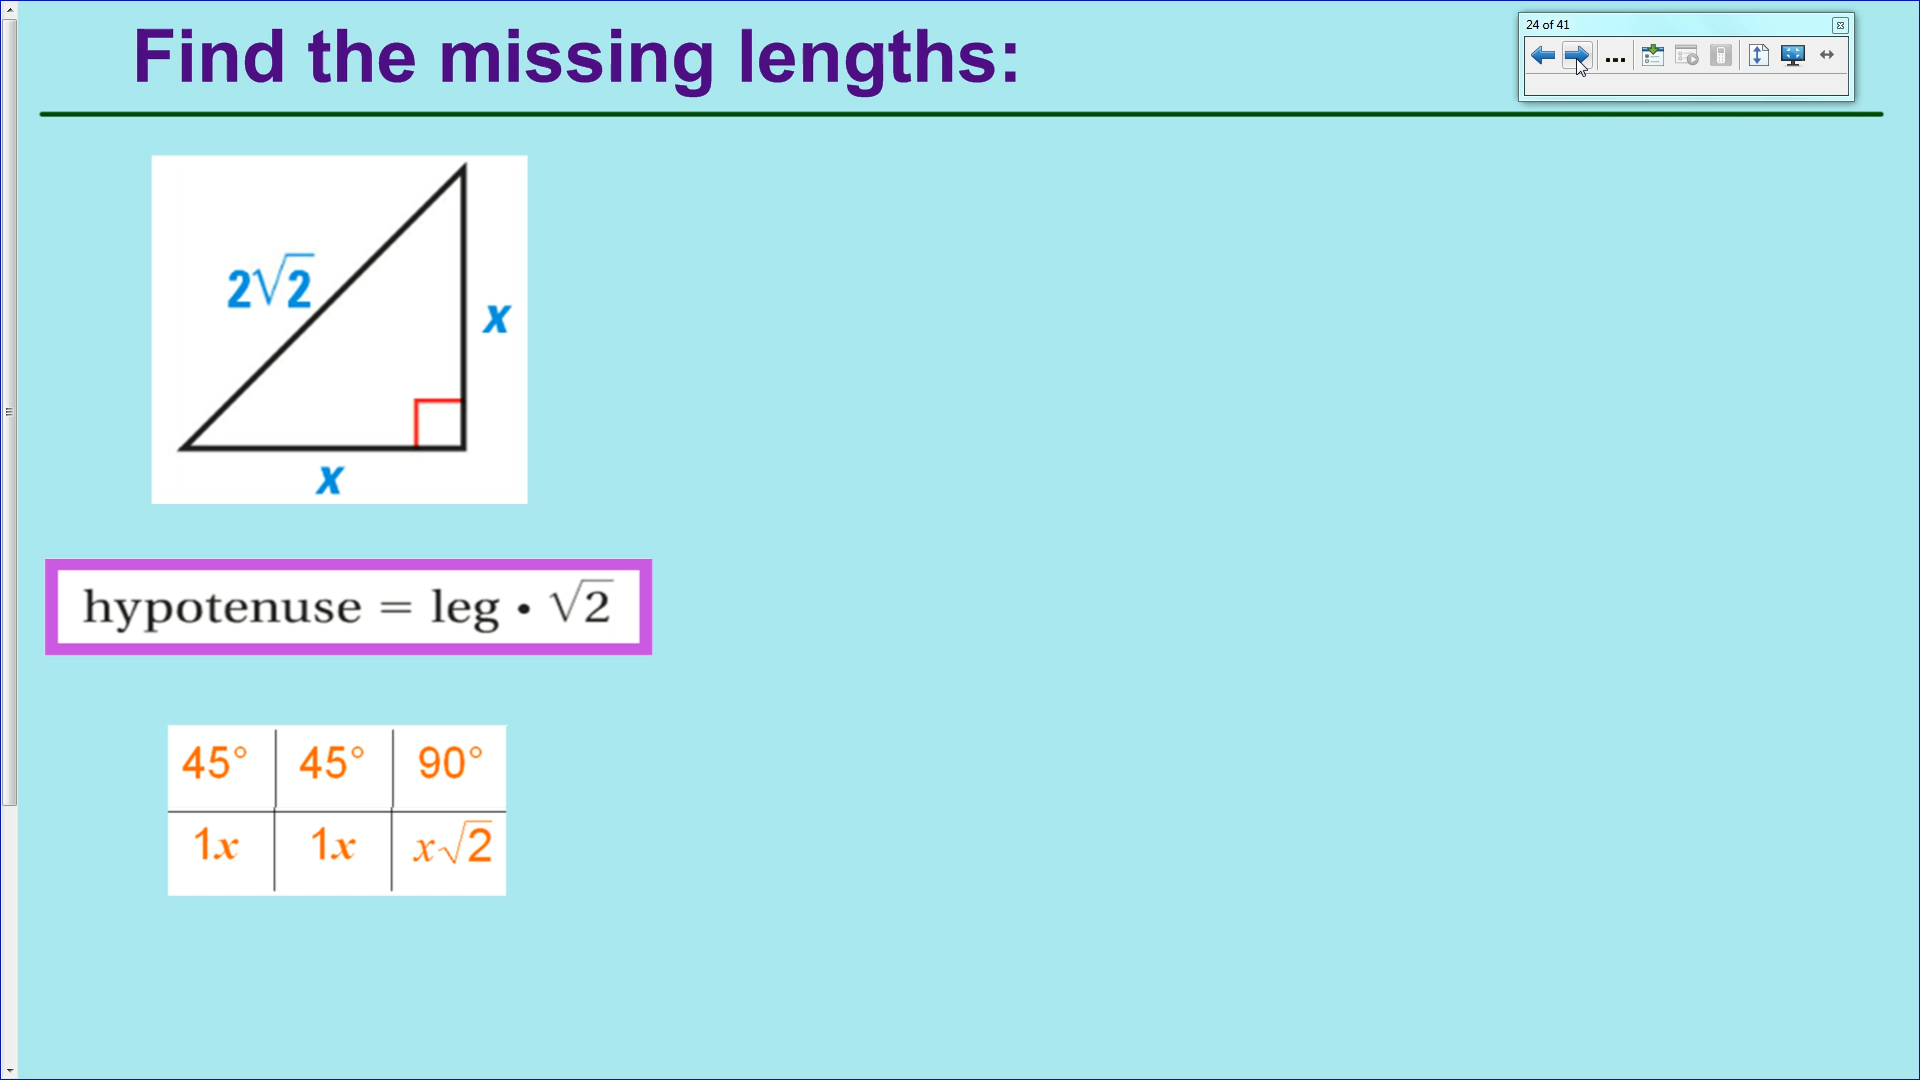 Find the missing lengths:
24 of 41
2√2
x
x
hypotenuse = leg • √2
45° 45° 90°
1x 1x x√2